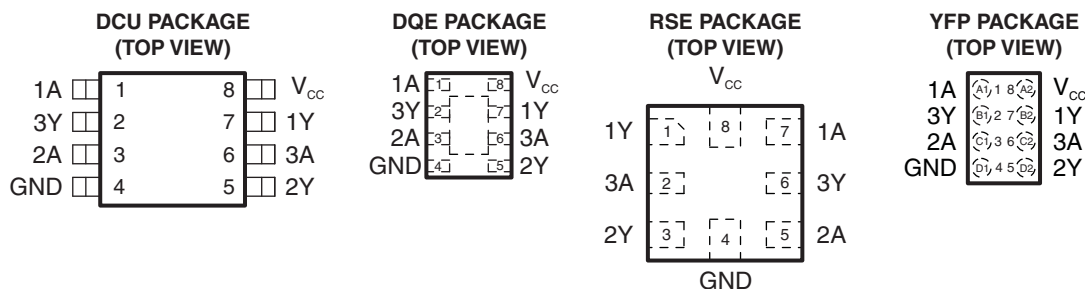 DCU PACKAGE
(TOP VIEW)
1A 1 8 VCC
3Y 2 7 1Y
2A 3 6 3A
GND 4 5 2Y
DQE PACKAGE
(TOP VIEW)
1A 1 8 VCC
3Y 2 7 1Y
2A 3 6 3A
GND 4 5 2Y
RSE PACKAGE
(TOP VIEW)
VCC
1Y 1 8 7 1A
3A 2 6 3Y
2Y 3 4 5 2A
GND
YFP PACKAGE
(TOP VIEW)
1A A1 1 8 A2 VCC
3Y B1 2 7 B2 1Y
2A C1 3 6 C2 3A
GND D1 4 5 D2 2Y